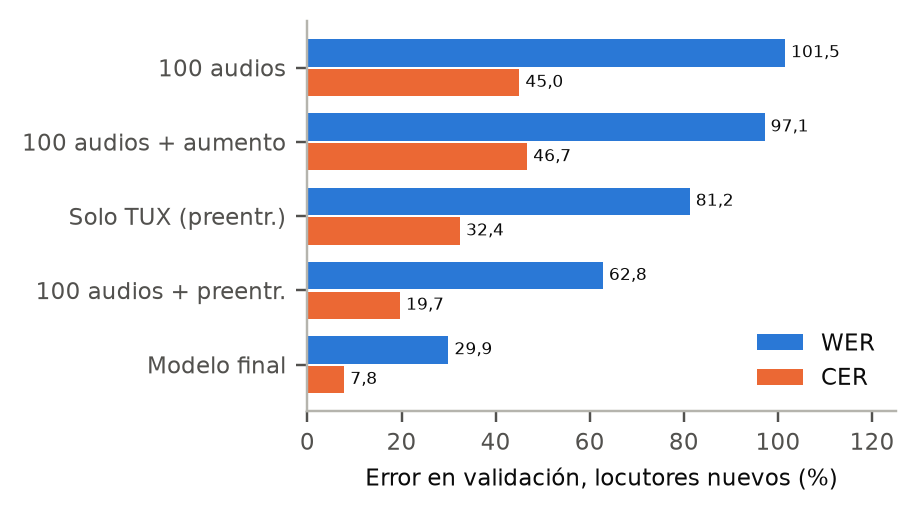 100 audios
101,5
45,0
100 audios + aumento
97,1
46,7
Solo TUX (preentr.)
81,2
32,4
100 audios + preentr.
62,8
19,7
Modelo final
29,9
7,8
WER
CER
0 20 40 60 80 100 120
Error en validación, locutores nuevos (%)